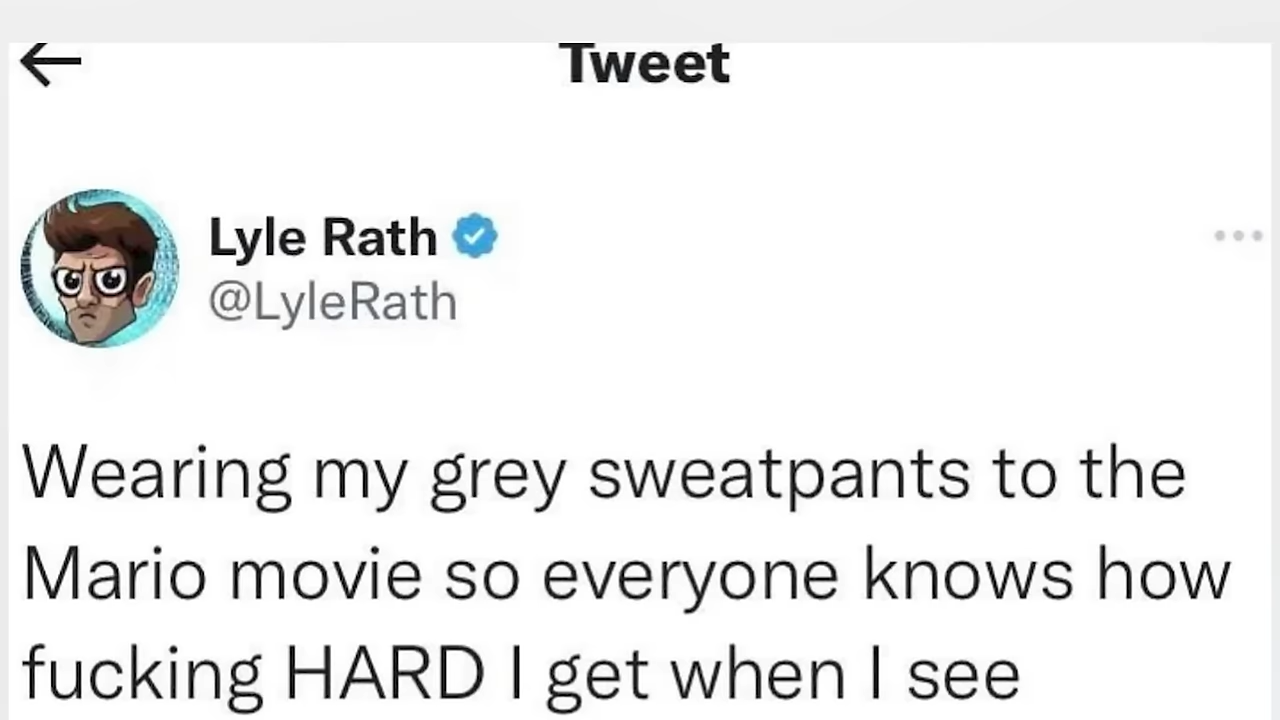 Tweet
Lyle Rath
@LyleRath
Wearing my grey sweatpants to the
Mario movie so everyone knows how
fucking HARD I get when I see